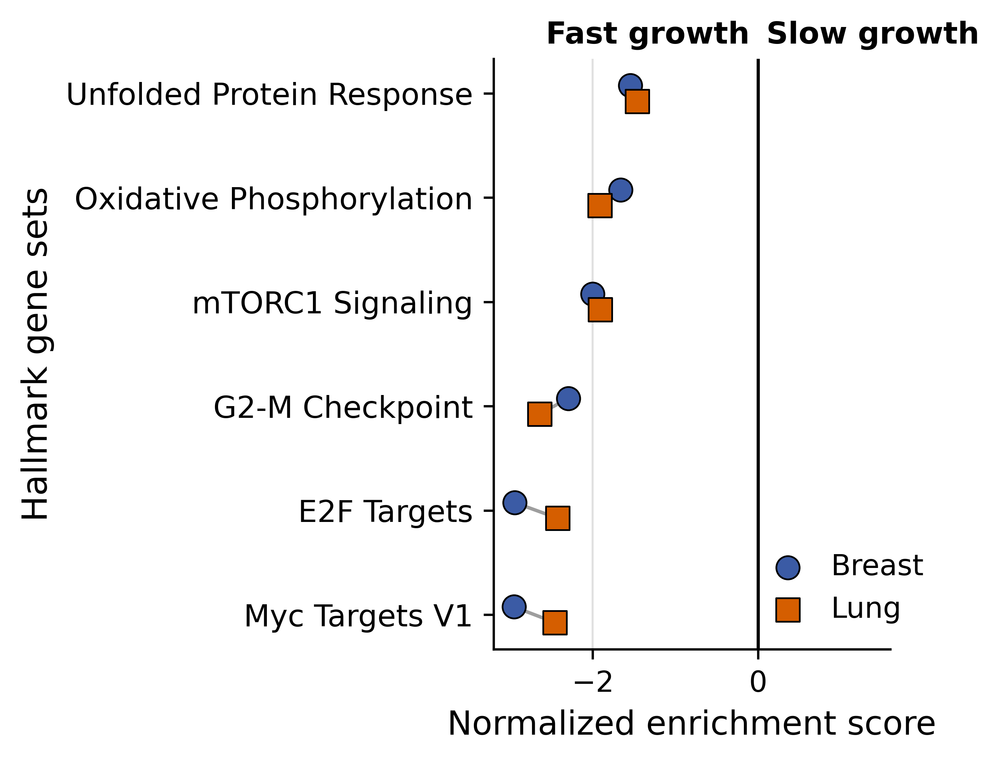 Fast growth Slow growth
Unfolded Protein Response
Oxidative Phosphorylation
mTORC1 Signaling
G2-M Checkpoint
E2F Targets
Myc Targets V1
Hallmark gene sets
Breast
Lung
−2 0
Normalized enrichment score